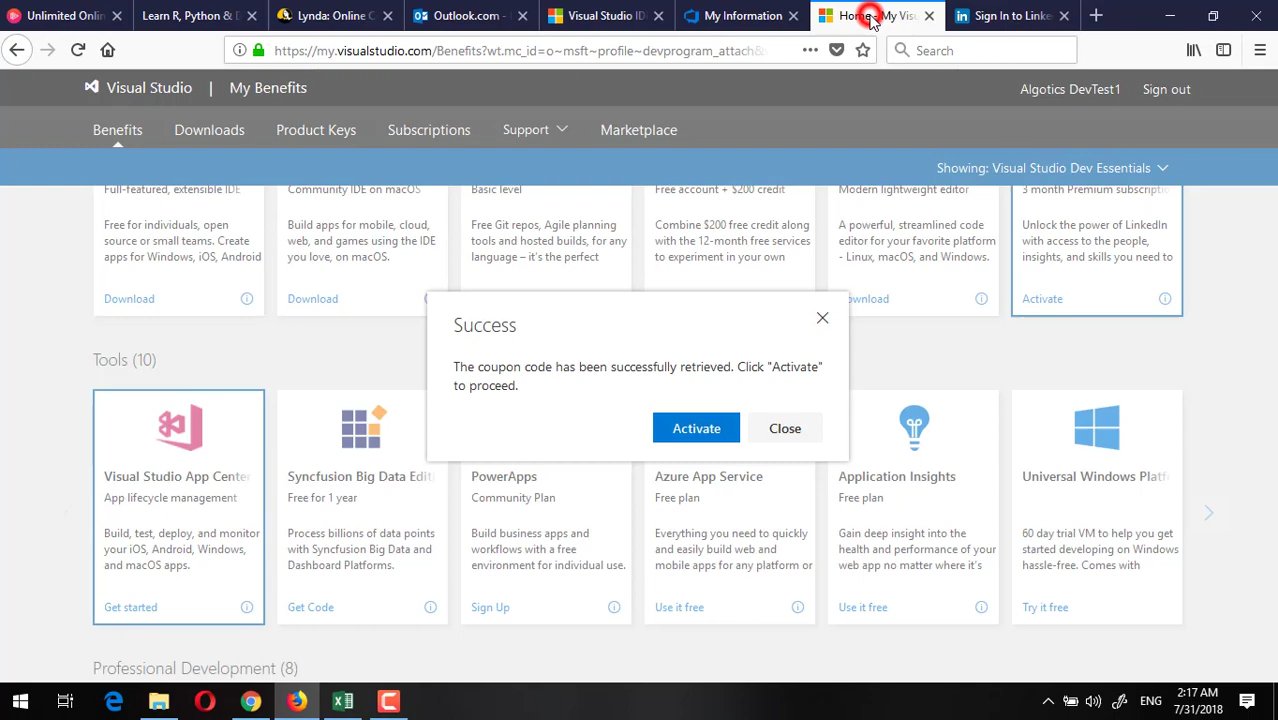 Unlimited Onlin
Learn R, Python & D
Lynda: Online C
Outlook.com -
Visual Studio IDE
My Information
Home - My Visu
Sign In to Linke
https://my.visualstudio.com/Benefits?wt.mc_id=o~msft~profile~devprogram_attach&
Search
Visual Studio | My Benefits
Algotics DevTest1 Sign out
Benefits Downloads Product Keys Subscriptions Support Marketplace
Showing: Visual Studio Dev Essentials
Full-featured, extensible IDE
Free for individuals, open
source or small teams. Create
apps for Windows, iOS, Android
Download
Community IDE on macOS
Build apps for mobile, cloud,
web, and games using the IDE
you love, on macOS.
Download
Basic level
Free Git repos, Agile planning
tools and hosted builds, for any
language – it's the perfect
Free account + $200 credit
Combine $200 free credit along
with the 12-month free services
to experiment in your own
Modern lightweight editor
A powerful, streamlined code
editor for your favorite platform
- Linux, macOS, and Windows.
ownload
3 month Premium subscriptio
Unlock the power of LinkedIn
with access to the people,
insights, and skills you need to
Activate
Success
The coupon code has been successfully retrieved. Click "Activate"
to proceed.
Activate Close
Tools (10)
Visual Studio App Center
App lifecycle management
Build, test, deploy, and monitor
your iOS, Android, Windows,
and macOS apps.
Get started
Syncfusion Big Data Editi
Free for 1 year
Process billions of data points
with Syncfusion Big Data and
Dashboard Platforms.
Get Code
PowerApps
Community Plan
Build business apps and
workflows with a free
environment for individual use.
Sign Up
Azure App Service
Free plan
Everything you need to quickly
and easily build web and
mobile apps for any platform or
Use it free
Application Insights
Free plan
Gain deep insight into the
health and performance of your
web app no matter where it's
Use it free
Universal Windows Platf
60 day trial VM to help you get
started developing on Windows
hassle-free. Comes with
Try it free
Professional Development (8)
ENG
2:17 AM
7/31/2018